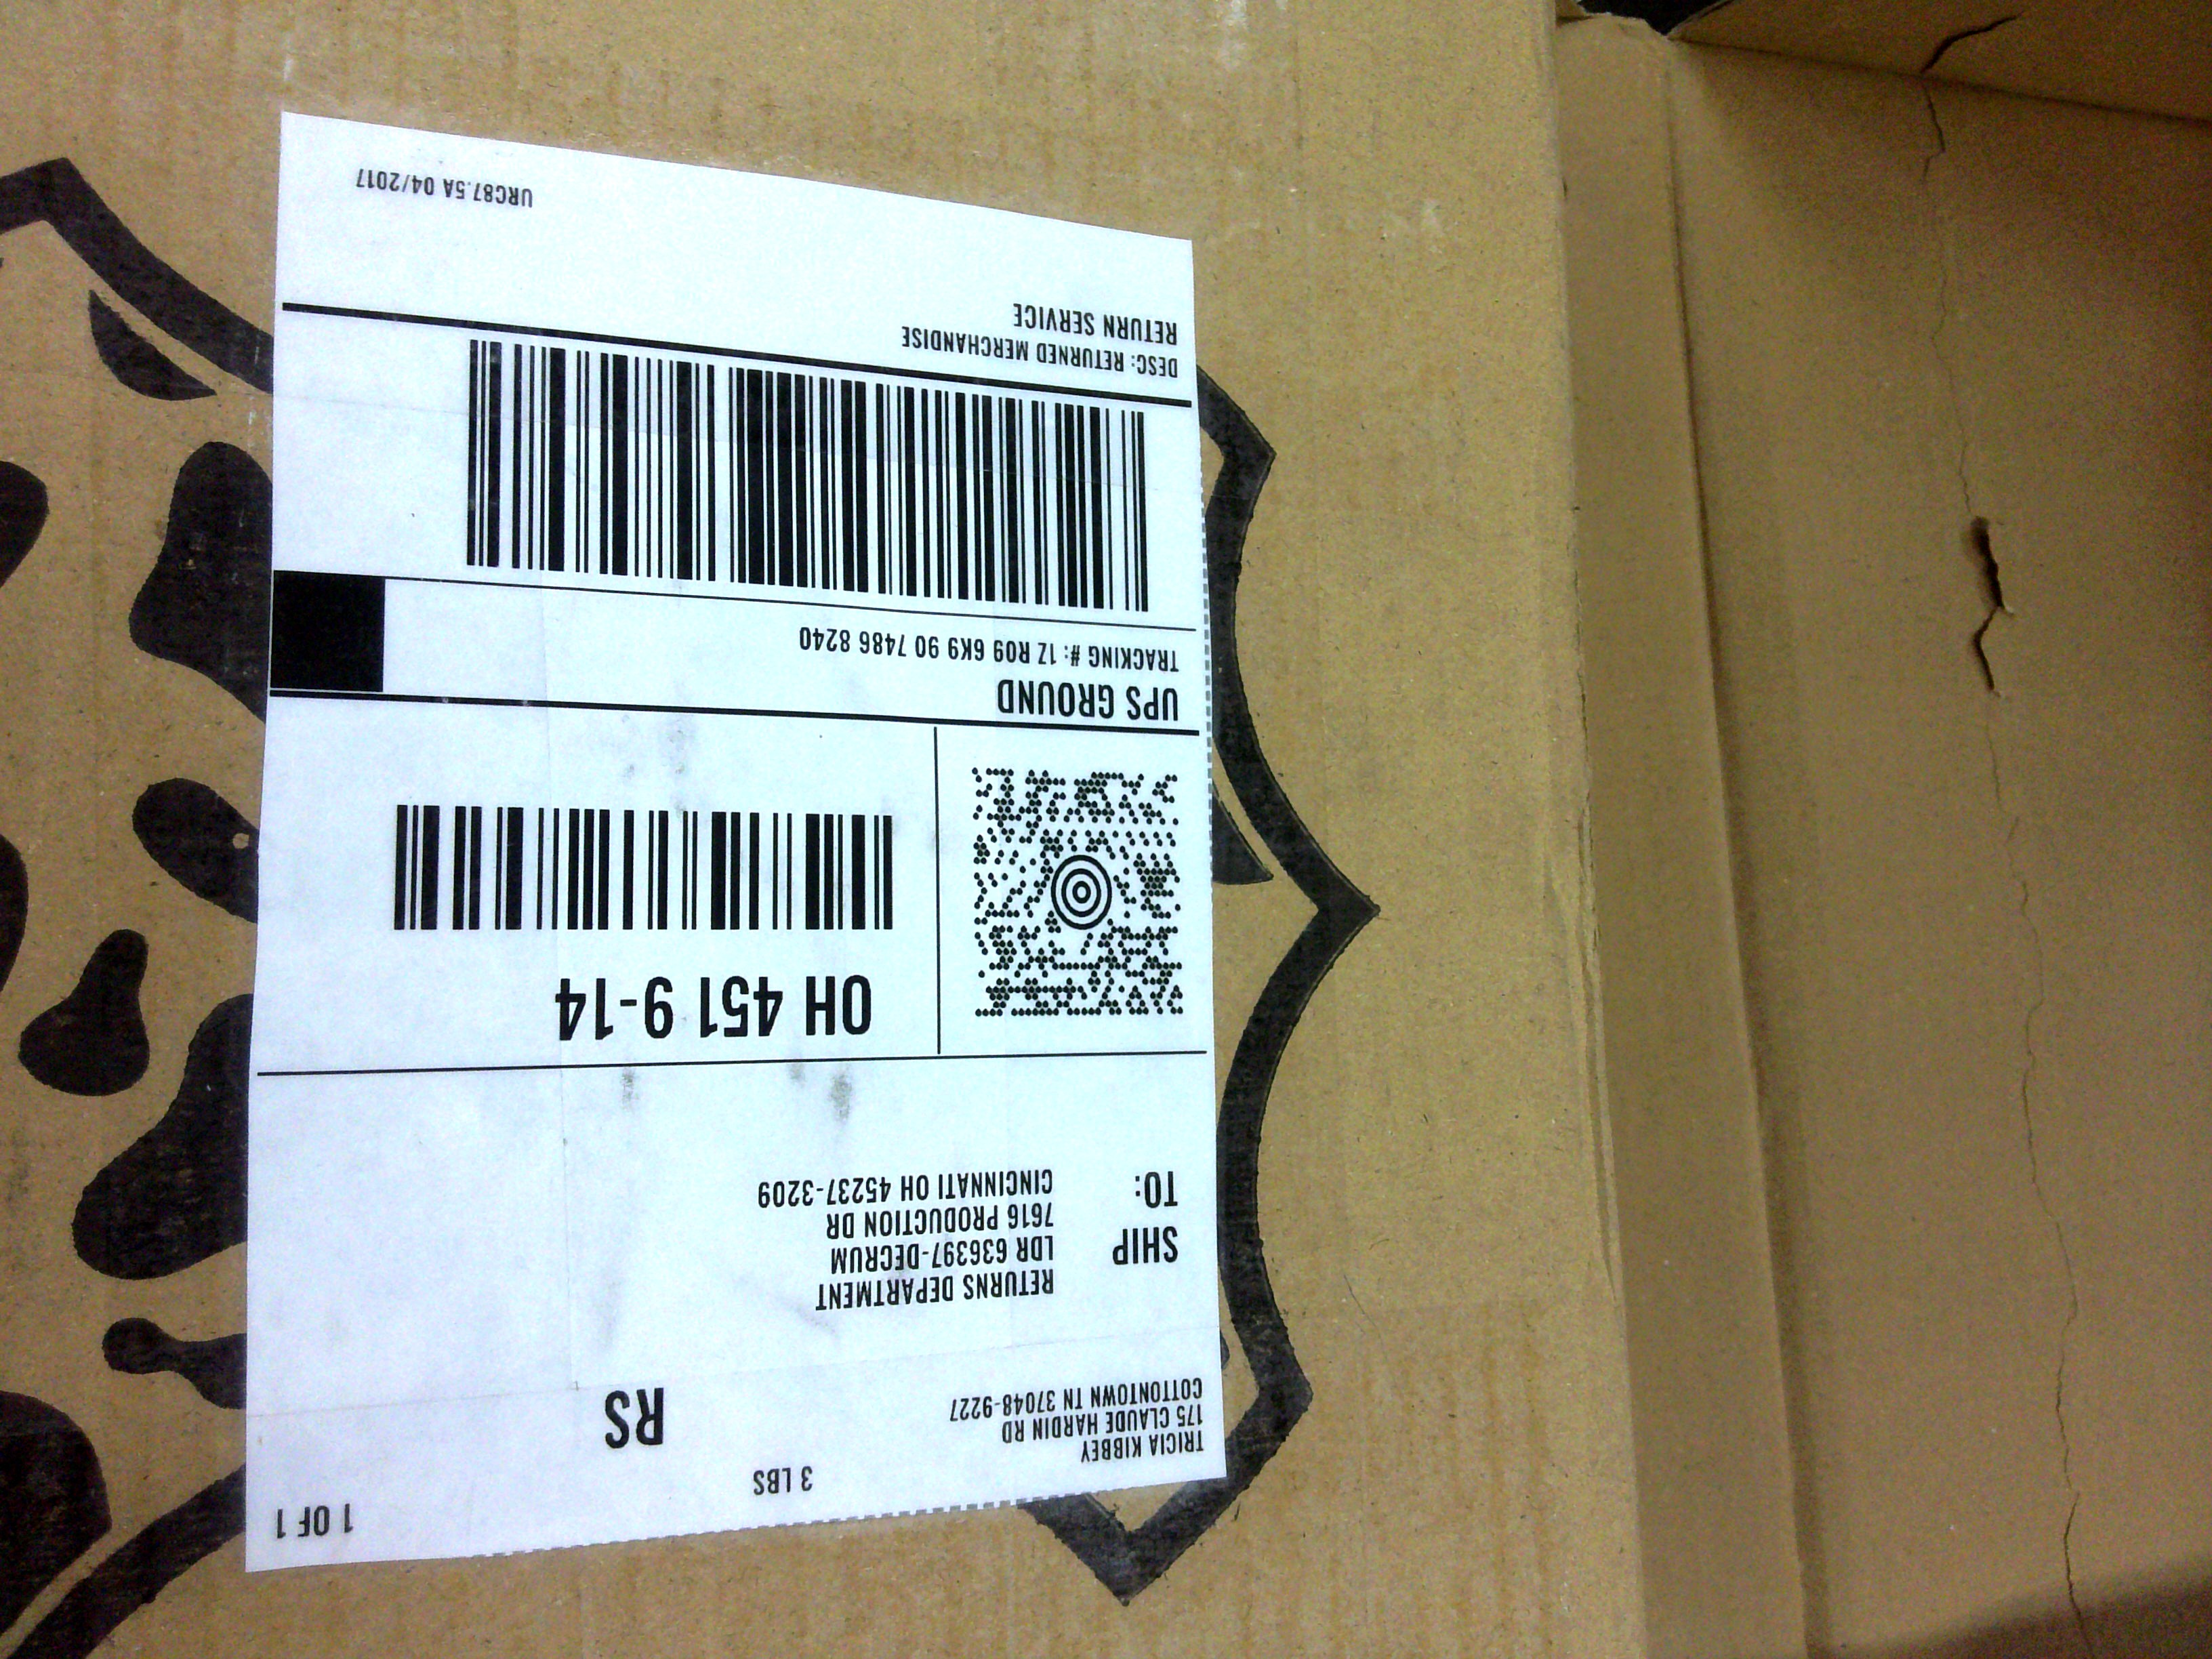 TRICIA KIBBEY
175 CLAUDE HARDIN RD
COTTONTOWN TN 37048-9227
3 LBS
1 OF 1
RS
SHIP
TO:
RETURNS DEPARTMENT
LDR 636397-DECRUM
7616 PRODUCTION DR
CINCINNATI OH 45237-3209
OH 451 9-14
UPS GROUND
TRACKING #: 1Z R09 6K9 90 7486 8240
DESC: RETURNED MERCHANDISE
RETURN SERVICE
URC87.5A 04/2017